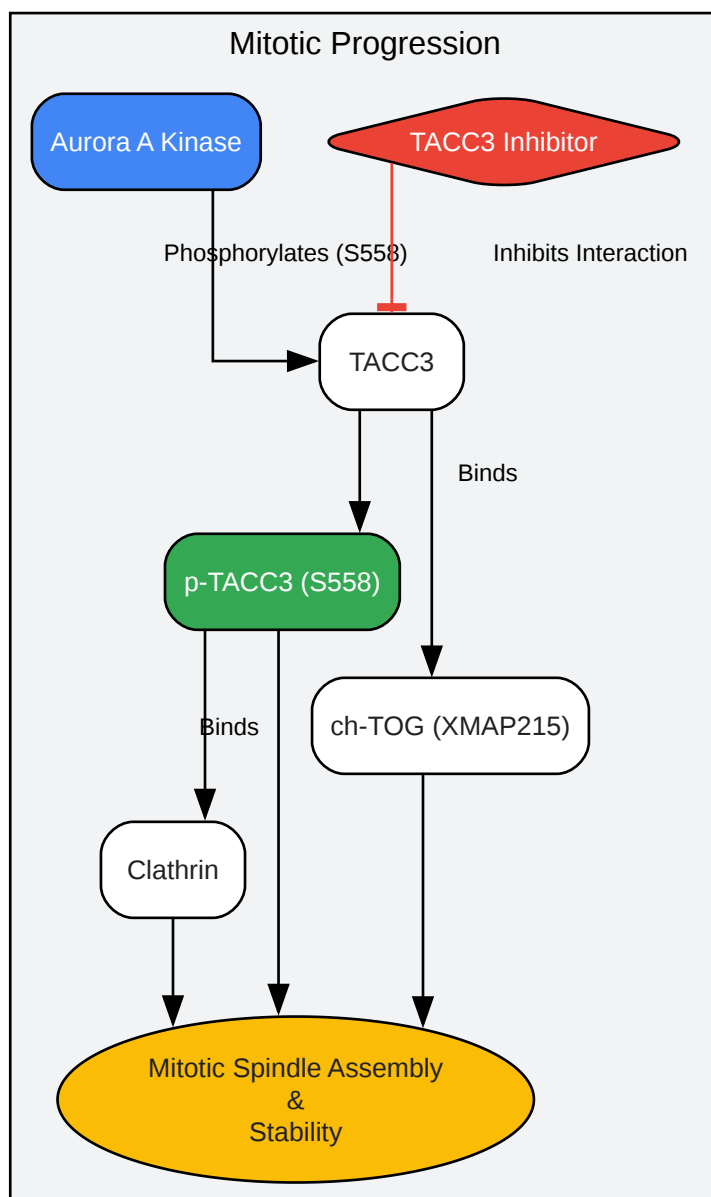 Mitotic Progression
Aurora A Kinase
TACC3 Inhibitor
Phosphorylates (S558)
Inhibits Interaction
TACC3
Binds
p-TACC3 (S558)
ch-TOG (XMAP215)
Binds
Clathrin
Mitotic Spindle Assembly
&
Stability